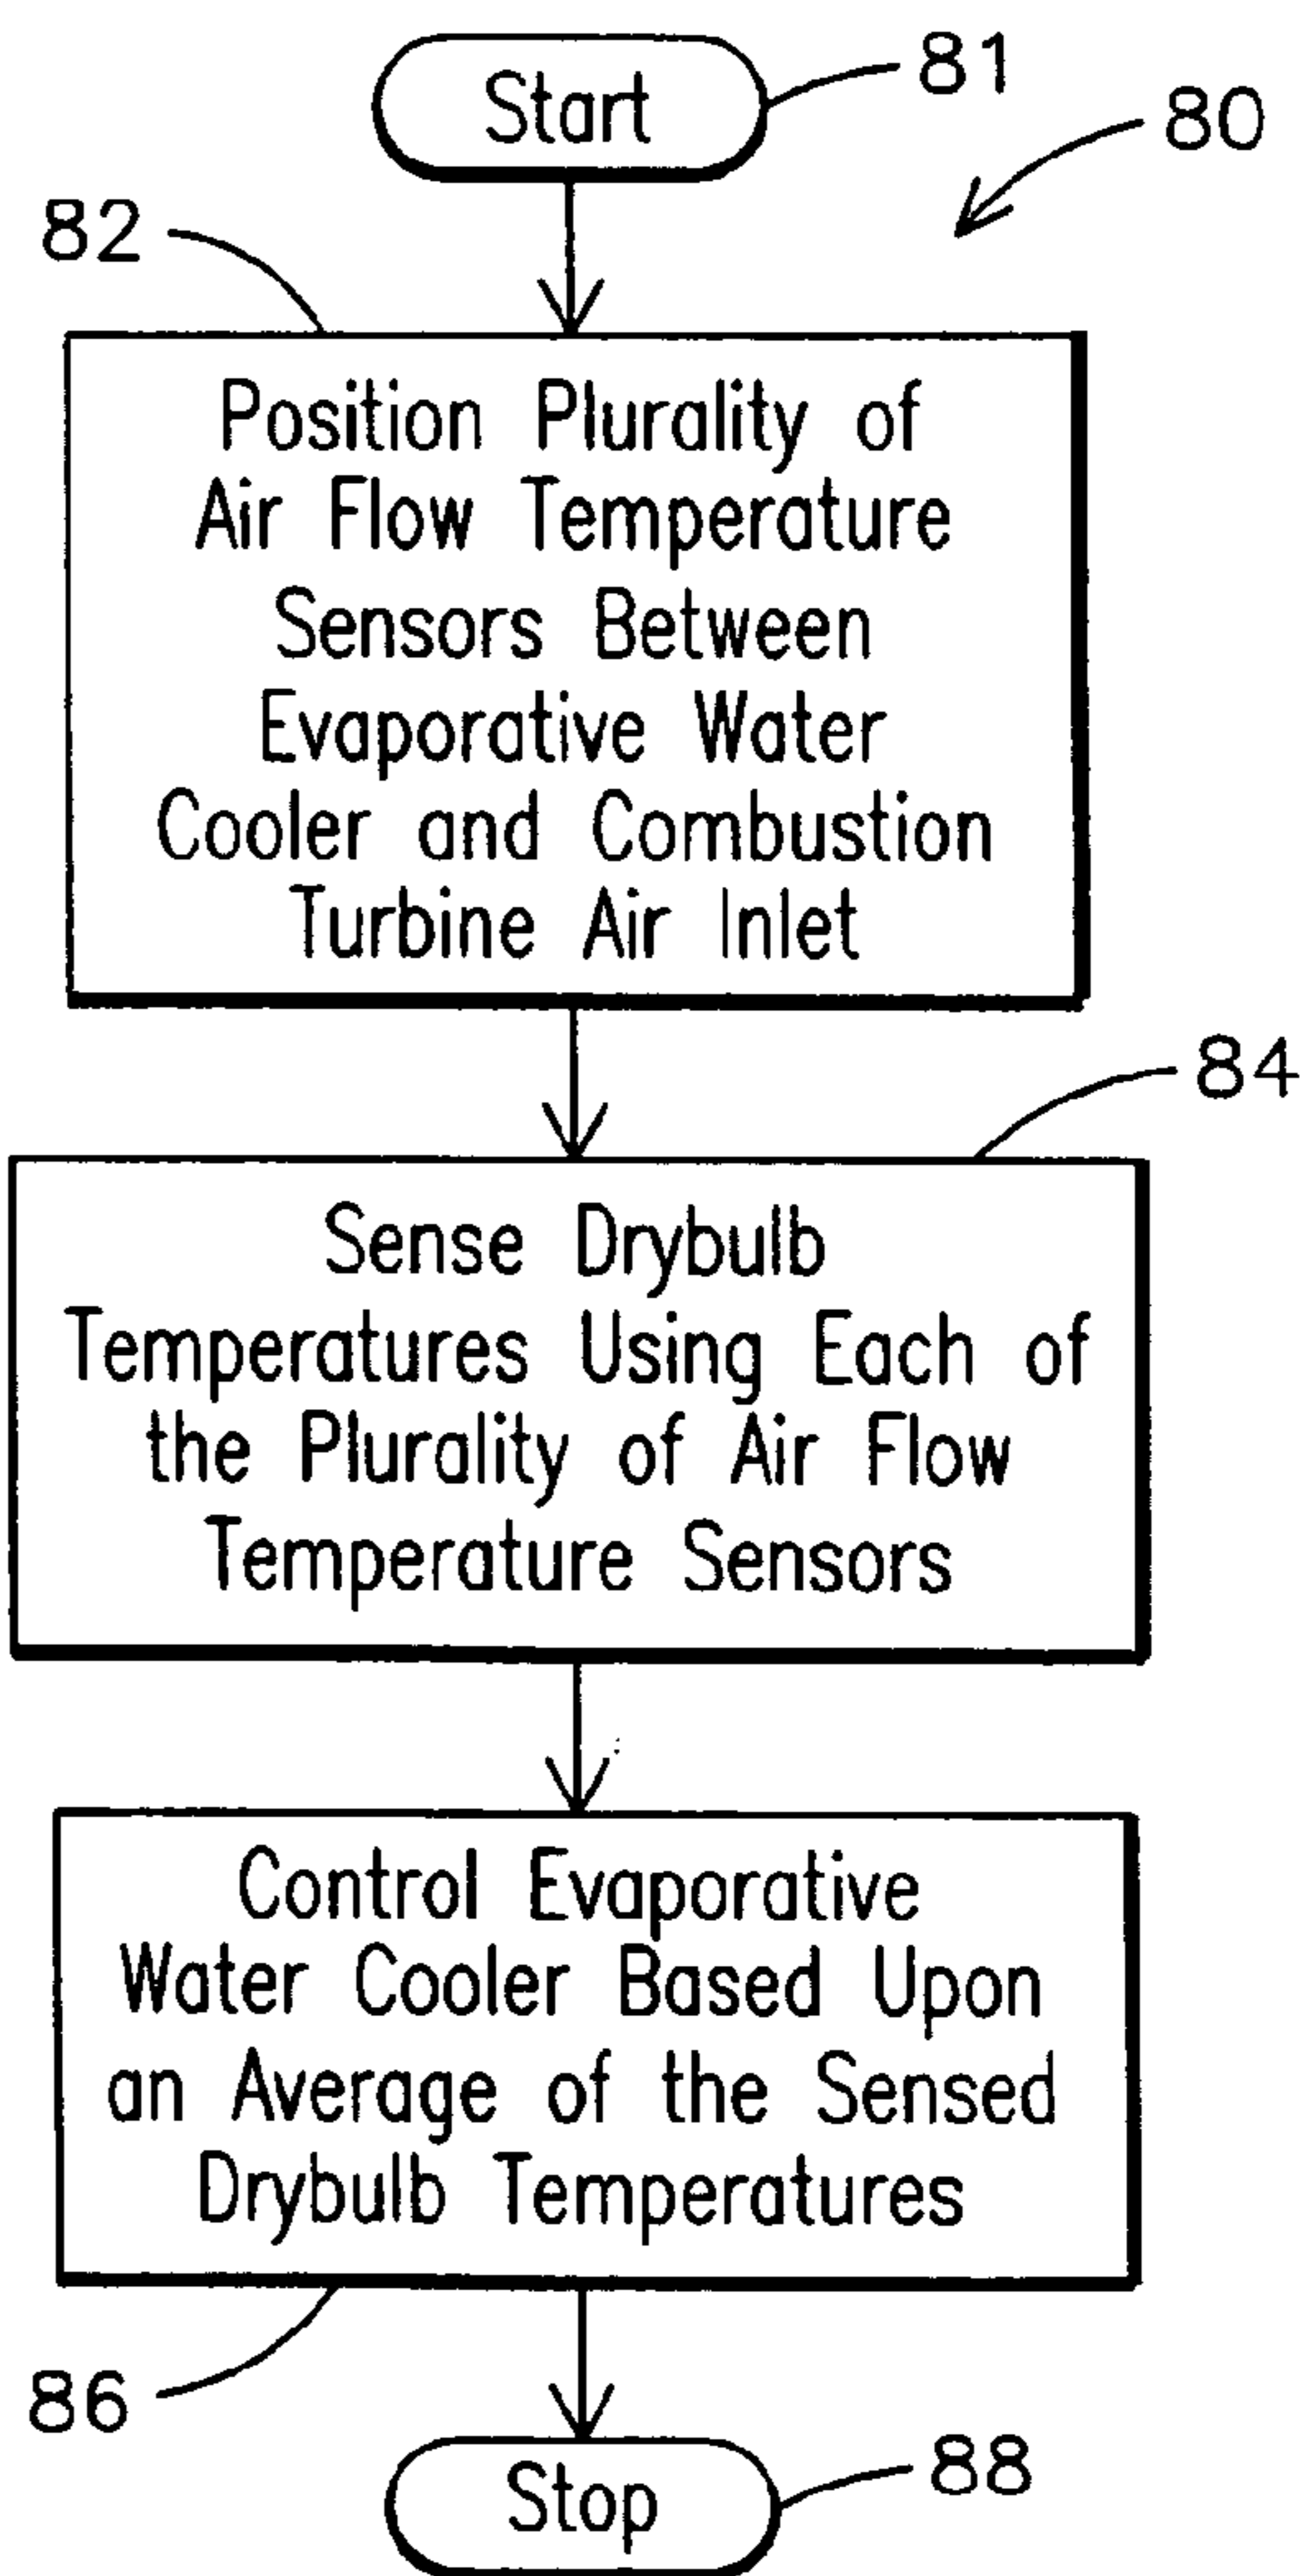 Start
81
80
82
Position Plurality of
Air Flow Temperature
Sensors Between
Evaporative Water
Cooler and Combustion
Turbine Air Inlet
84
Sense Drybulb
Temperatures Using Each of
the Plurality of Air Flow
Temperature Sensors
Control Evaporative
Water Cooler Based Upon
an Average of the Sensed
Drybulb Temperatures
86
Stop
88